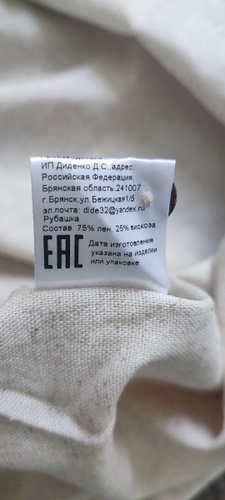 ИП Диденко Д С ,адрес:
Российская Федерация,
Брянская область.241007
г.Брянск,ул.Бежицкая1/5
эл.почта: dide32@yandex.ru
Рубашка
Состав: 75% лен, 25% вискоза.
EAC
Дата изготовления
указана на изделии
или упаковке